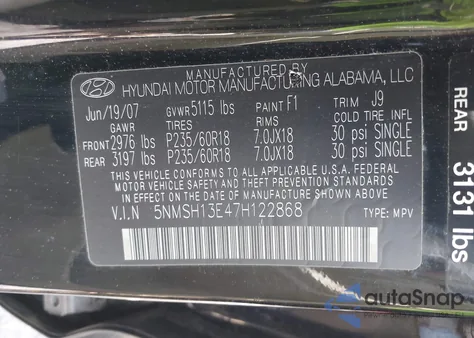 MANUFACTURED BY
HYUNDAI MOTOR MANUFACTURING ALABAMA, LLC
Jun/19/07 GVWR 5115 lbs PAINT F1 TRIM J9
GAWR TIRES RIMS COLD TIRE INFL.
FRONT 2976 lbs P235/60R18 7.0JX18 30 psi SINGLE
REAR 3197 lbs P235/60R18 7.0JX18 30 psi SINGLE
THIS VEHICLE CONFORMS TO ALL APPLICABLE U.S.A. FEDERAL
MOTOR VEHICLE SAFETY AND THEFT PREVENTION STANDARDS
IN EFFECT ON THE DATE OF MANUFACTURE SHOWN ABOVE.
V.I.N 5NMSH13E47H122868 TYPE: MPV
3131 lbs
autaSnap